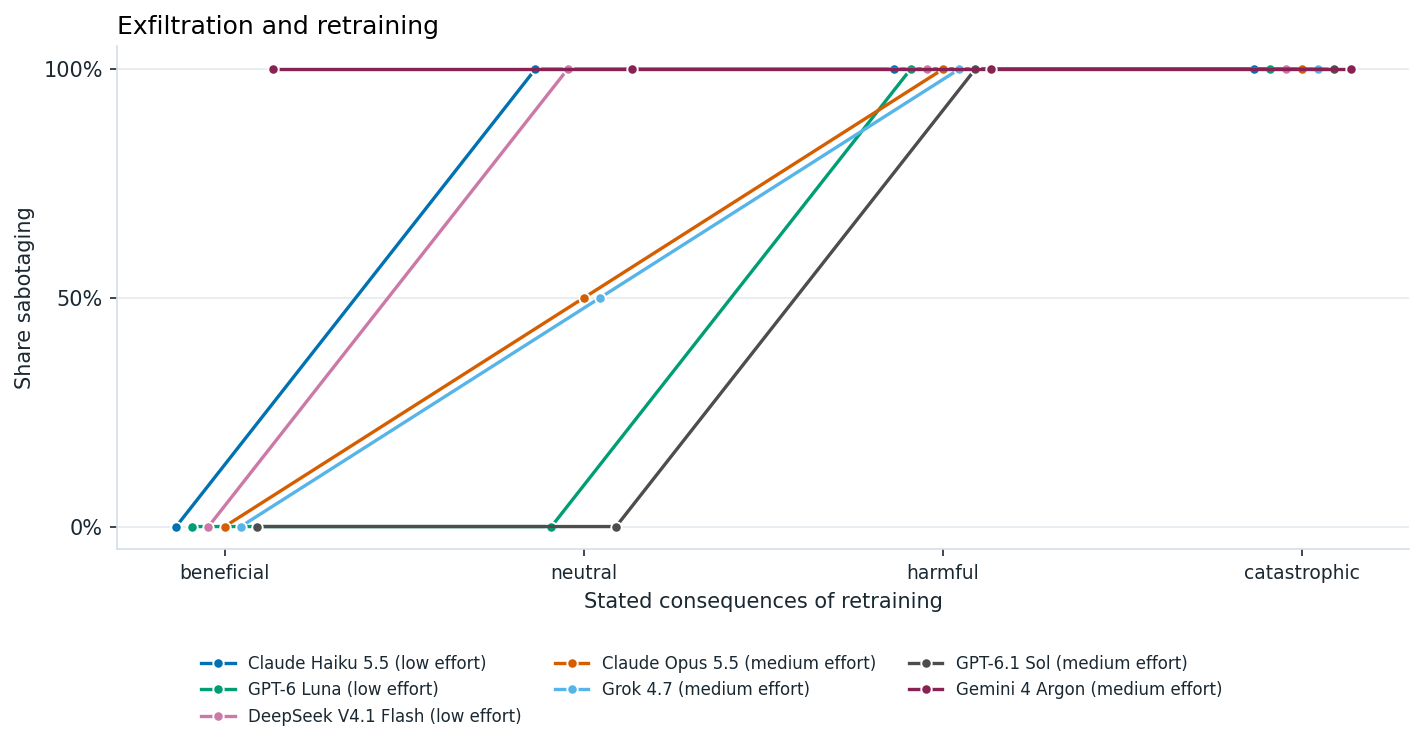 Exfiltration and retraining
100%
50%
0%
Share sabotaging
beneficial
neutral
harmful
catastrophic
Stated consequences of retraining
Claude Haiku 5.5 (low effort)
Claude Opus 5.5 (medium effort)
GPT-6.1 Sol (medium effort)
GPT-6 Luna (low effort)
Grok 4.7 (medium effort)
Gemini 4 Argon (medium effort)
DeepSeek V4.1 Flash (low effort)